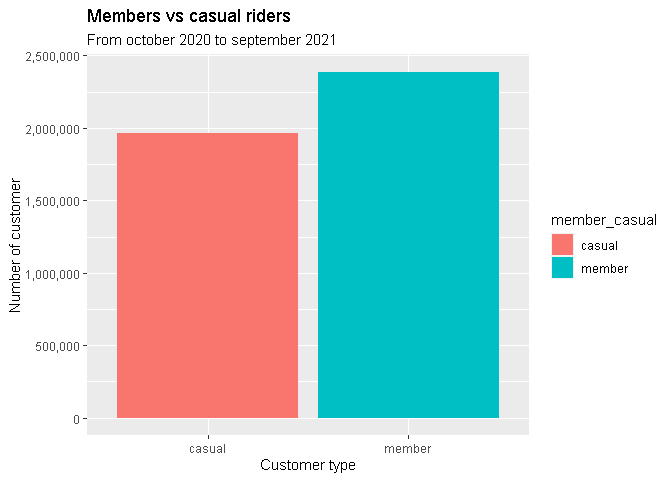 Members vs casual riders
From october 2020 to september 2021
Number of customer
2,500,000
2,000,000
1,500,000
1,000,000
500,000
0
casual
member
Customer type
member_casual
casual
member